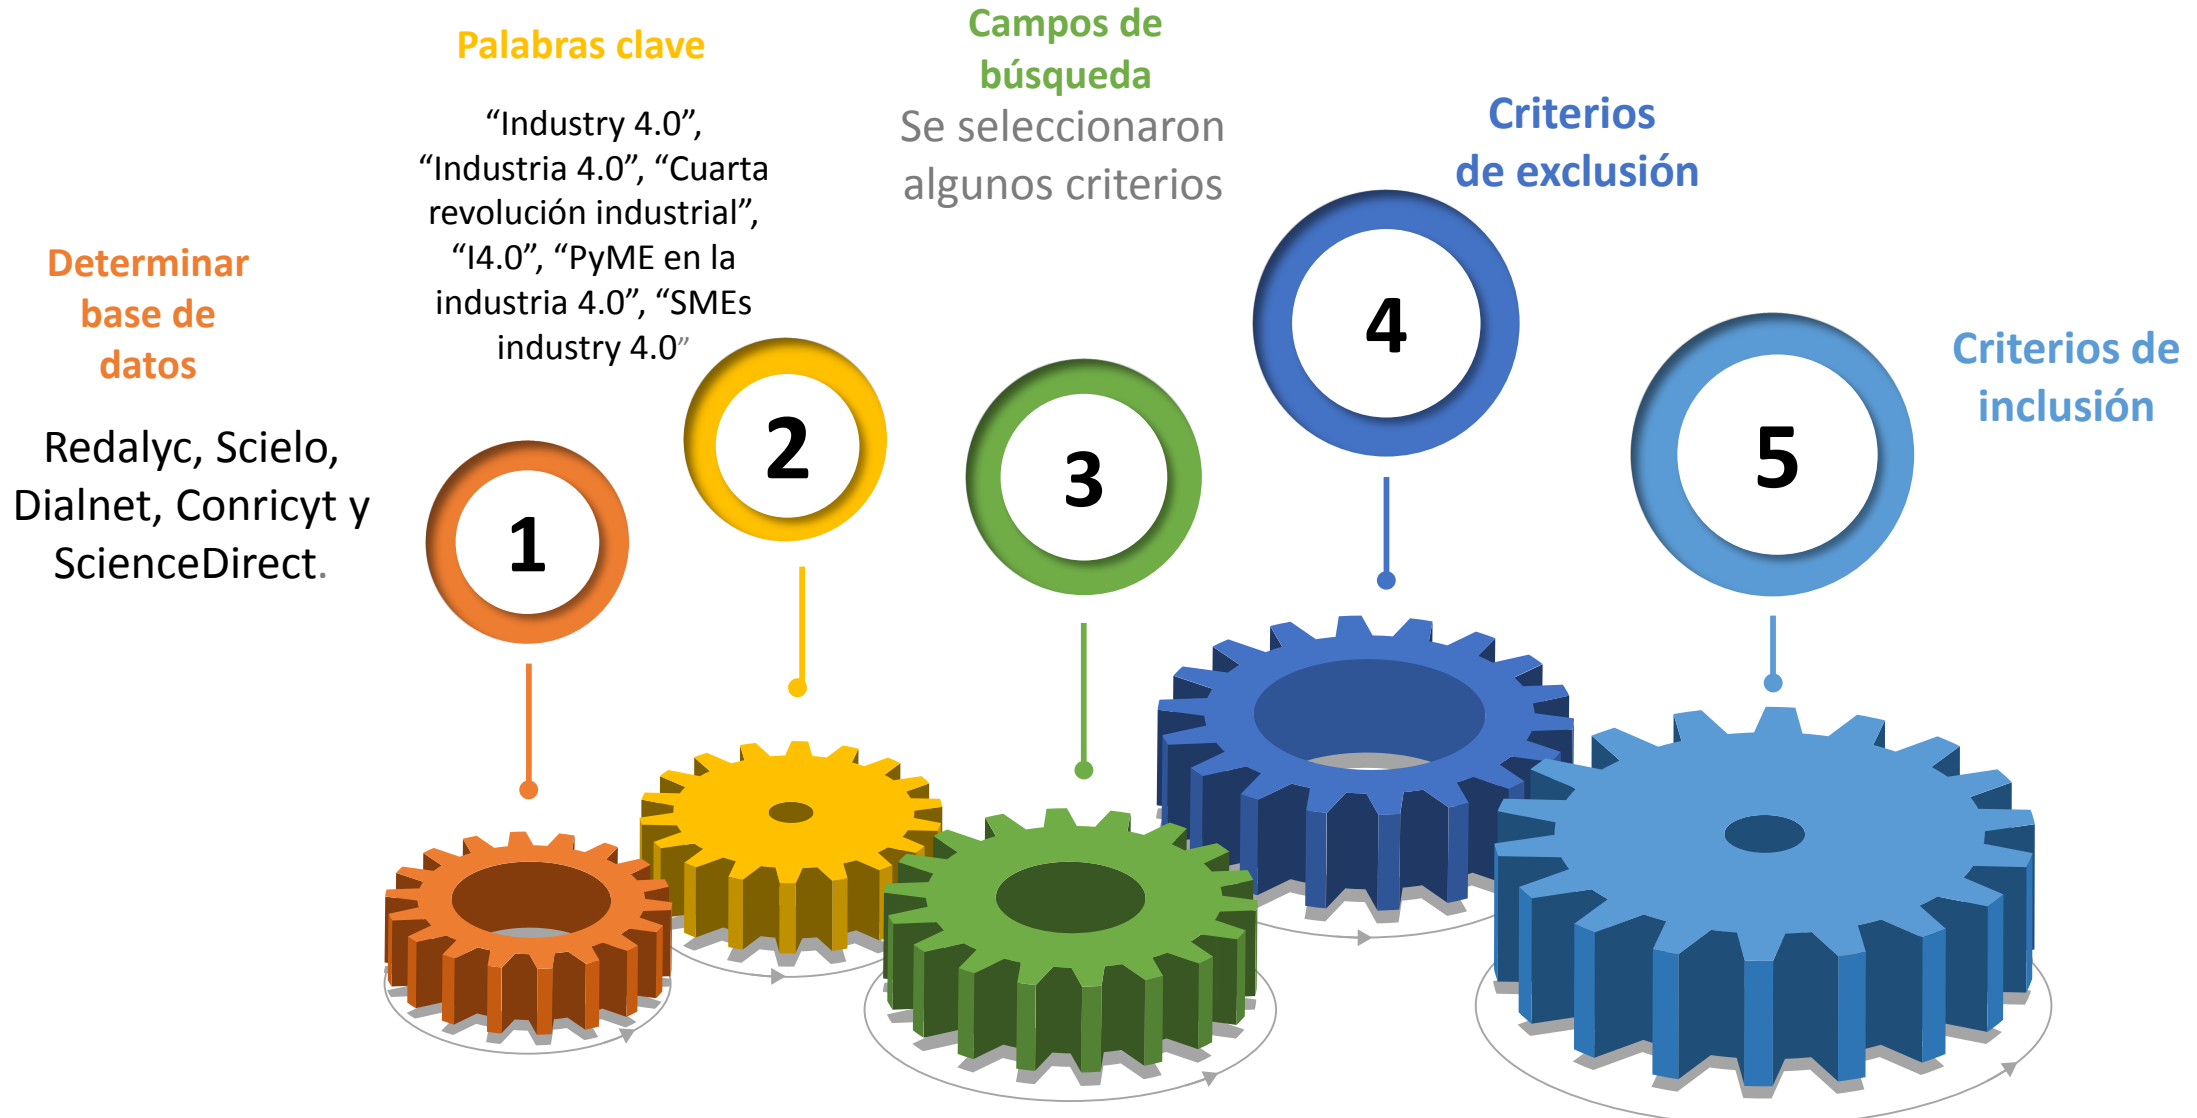 Determinar
base de
datos
Redalyc, Scielo,
Dialnet, Conricyt y
ScienceDirect.
1
Palabras clave
“Industry 4.0”,
“Industria 4.0”, “Cuarta
revolución industrial”,
“I4.0”, “PyME en la
industria 4.0”, “SMEs
industry 4.0”
2
Campos de
búsqueda
Se seleccionaron
algunos criterios
3
Criterios
de exclusión
4
Criterios de
inclusión
5